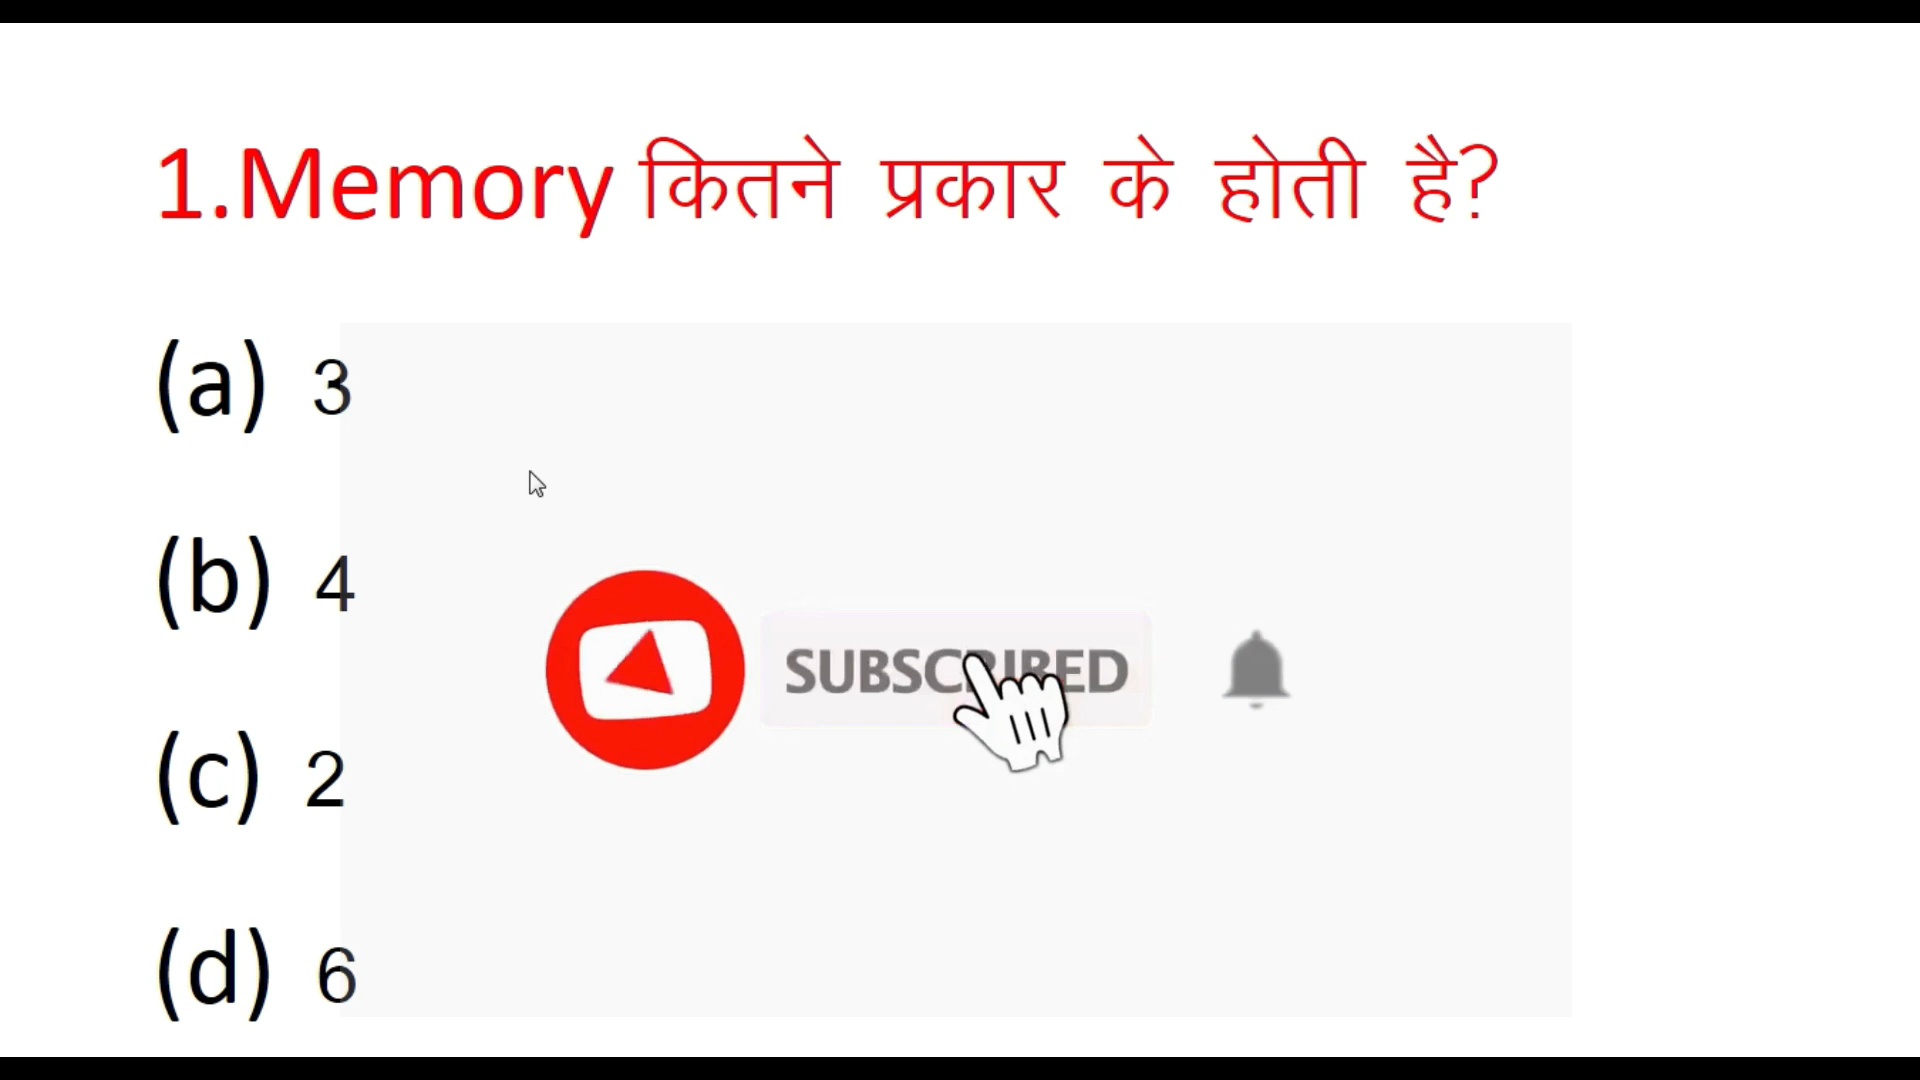 1.Memory कितने प्रकार के होती है?
(a) 3
(b) 4
SUBSCRIBED
(c) 2
(d) 6